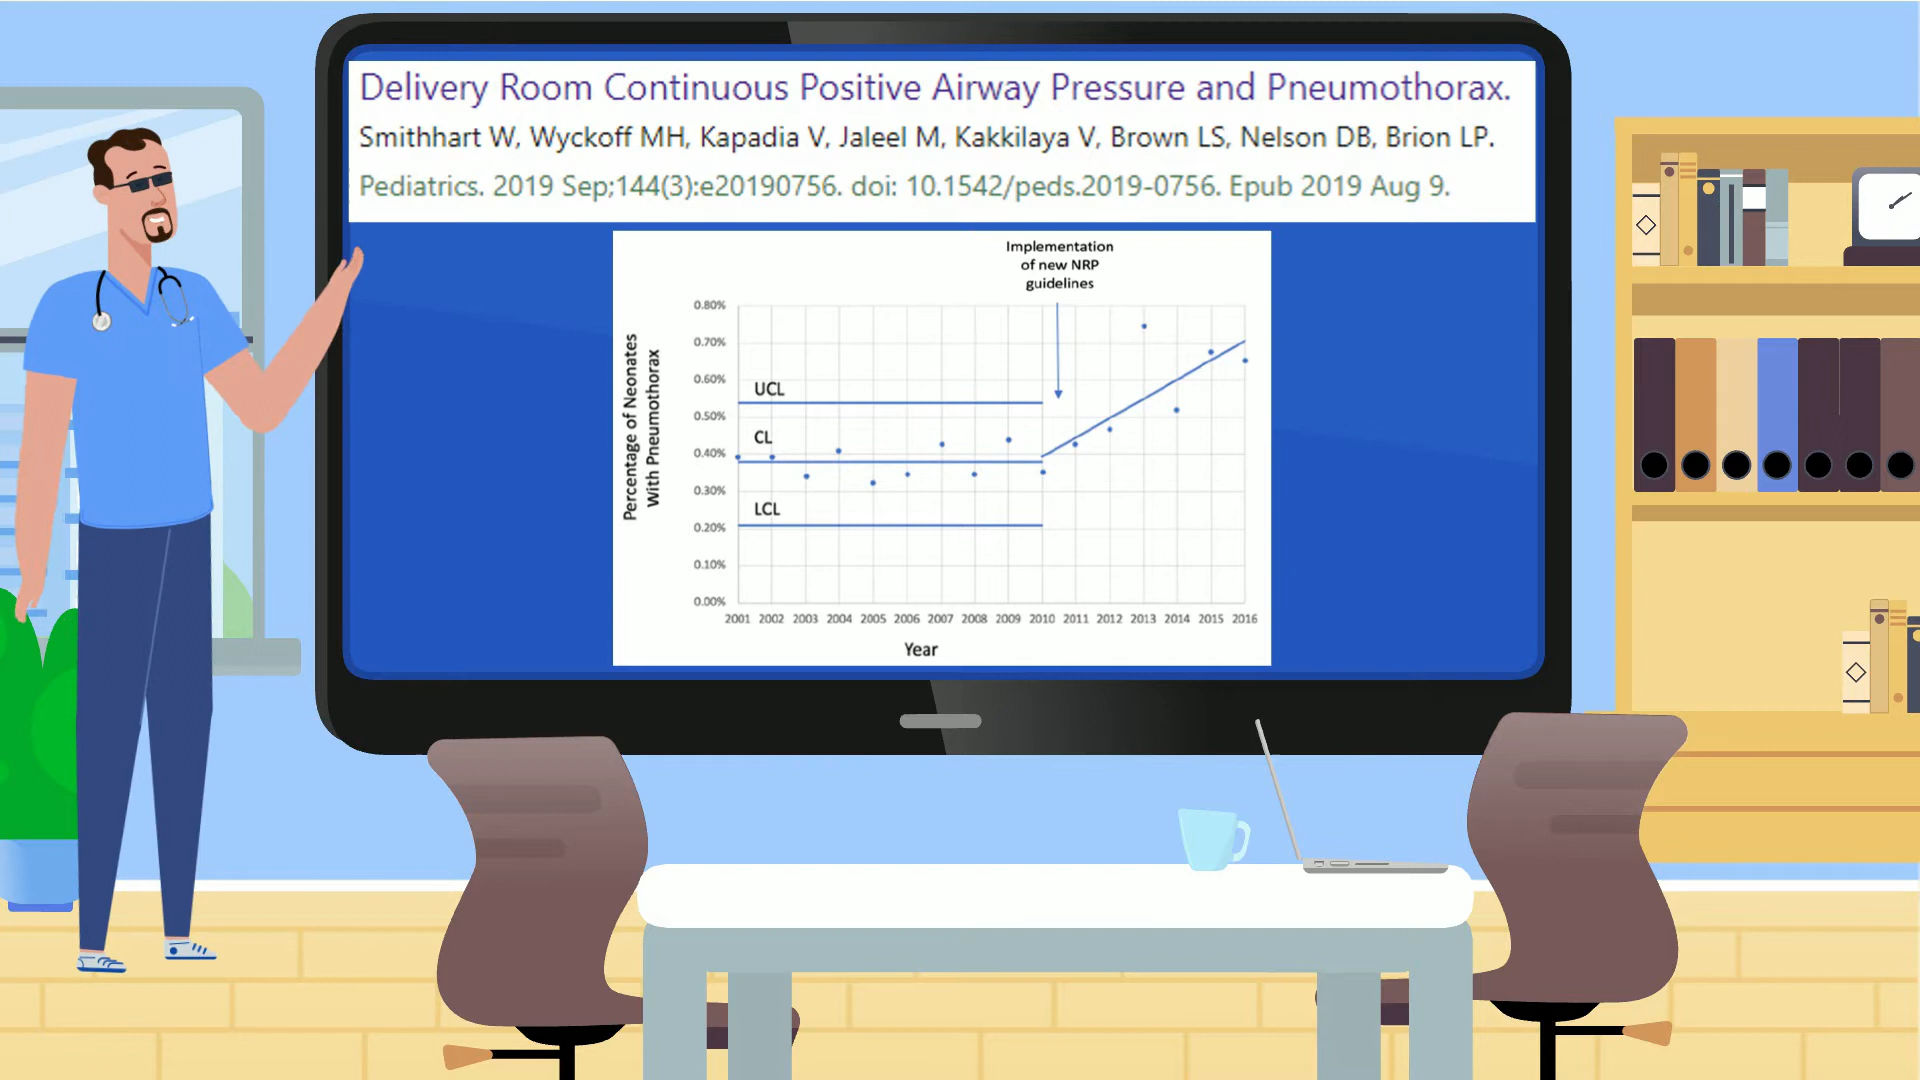 Delivery Room Continuous Positive Airway Pressure and Pneumothorax.
Smithhart W, Wyckoff MH, Kapadia V, Jaleel M, Kakkilaya V, Brown LS, Nelson DB, Brion LP.
Pediatrics. 2019 Sep;144(3):e20190756. doi: 10.1542/peds.2019-0756. Epub 2019 Aug 9.
Implementation
of new NRP
guidelines
Percentage of Neonates
With Pneumothorax
0.80%
0.70%
0.60%
0.50%
0.40%
0.30%
0.20%
0.10%
0.00%
UCL
CL
LCL
2001 2002 2003 2004 2005 2006 2007 2008 2009 2010 2011 2012 2013 2014 2015 2016
Year